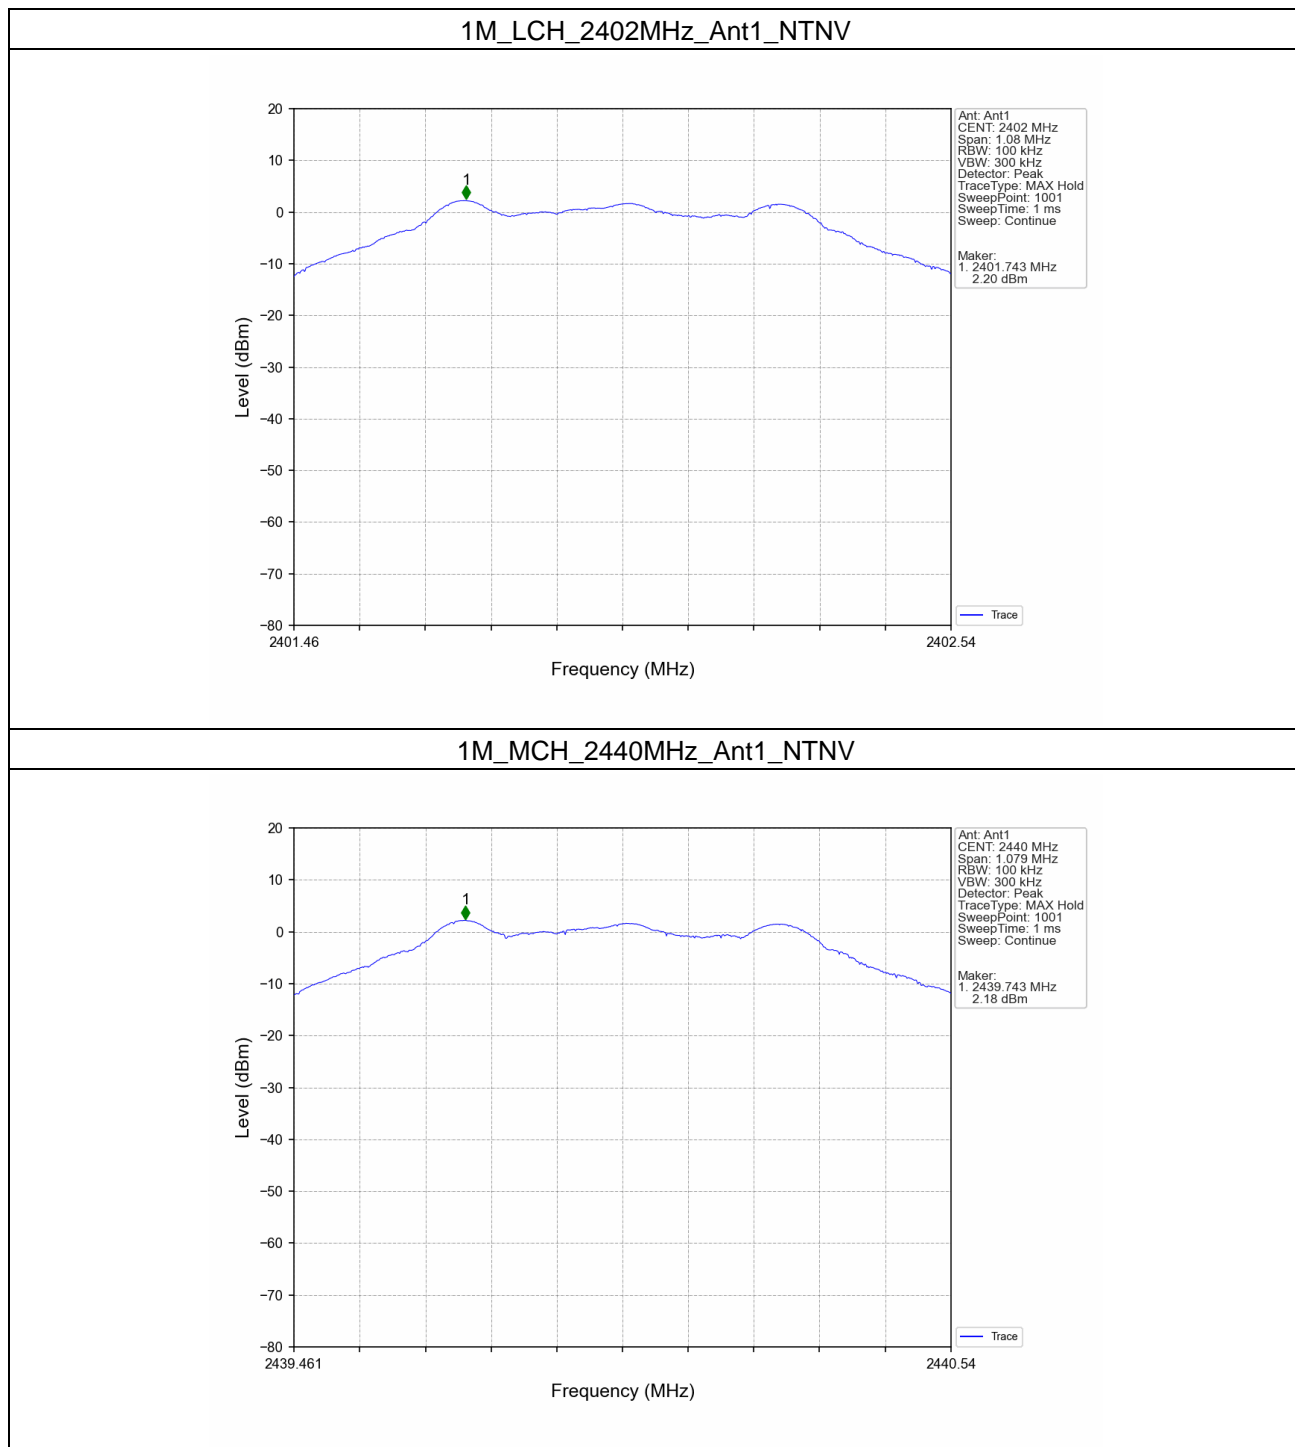 1M_LCH_2402MHz_Ant1_NTNV
20
10
0
−10
−20
−30
−40
−50
−60
−70
−80
Level (dBm)
1
2401.46
2402.54
Frequency (MHz)
Ant: Ant1
CENT: 2402 MHz
Span: 1.08 MHz
RBW: 100 kHz
VBW: 300 kHz
Detector: Peak
TraceType: MAX Hold
SweepPoint: 1001
SweepTime: 1 ms
Sweep: Continue
Maker:
1. 2401.743 MHz
2.20 dBm
Trace
1M_MCH_2440MHz_Ant1_NTNV
20
10
0
−10
−20
−30
−40
−50
−60
−70
−80
Level (dBm)
1
2439.461
2440.54
Frequency (MHz)
Ant: Ant1
CENT: 2440 MHz
Span: 1.079 MHz
RBW: 100 kHz
VBW: 300 kHz
Detector: Peak
TraceType: MAX Hold
SweepPoint: 1001
SweepTime: 1 ms
Sweep: Continue
Maker:
1. 2439.743 MHz
2.18 dBm
Trace